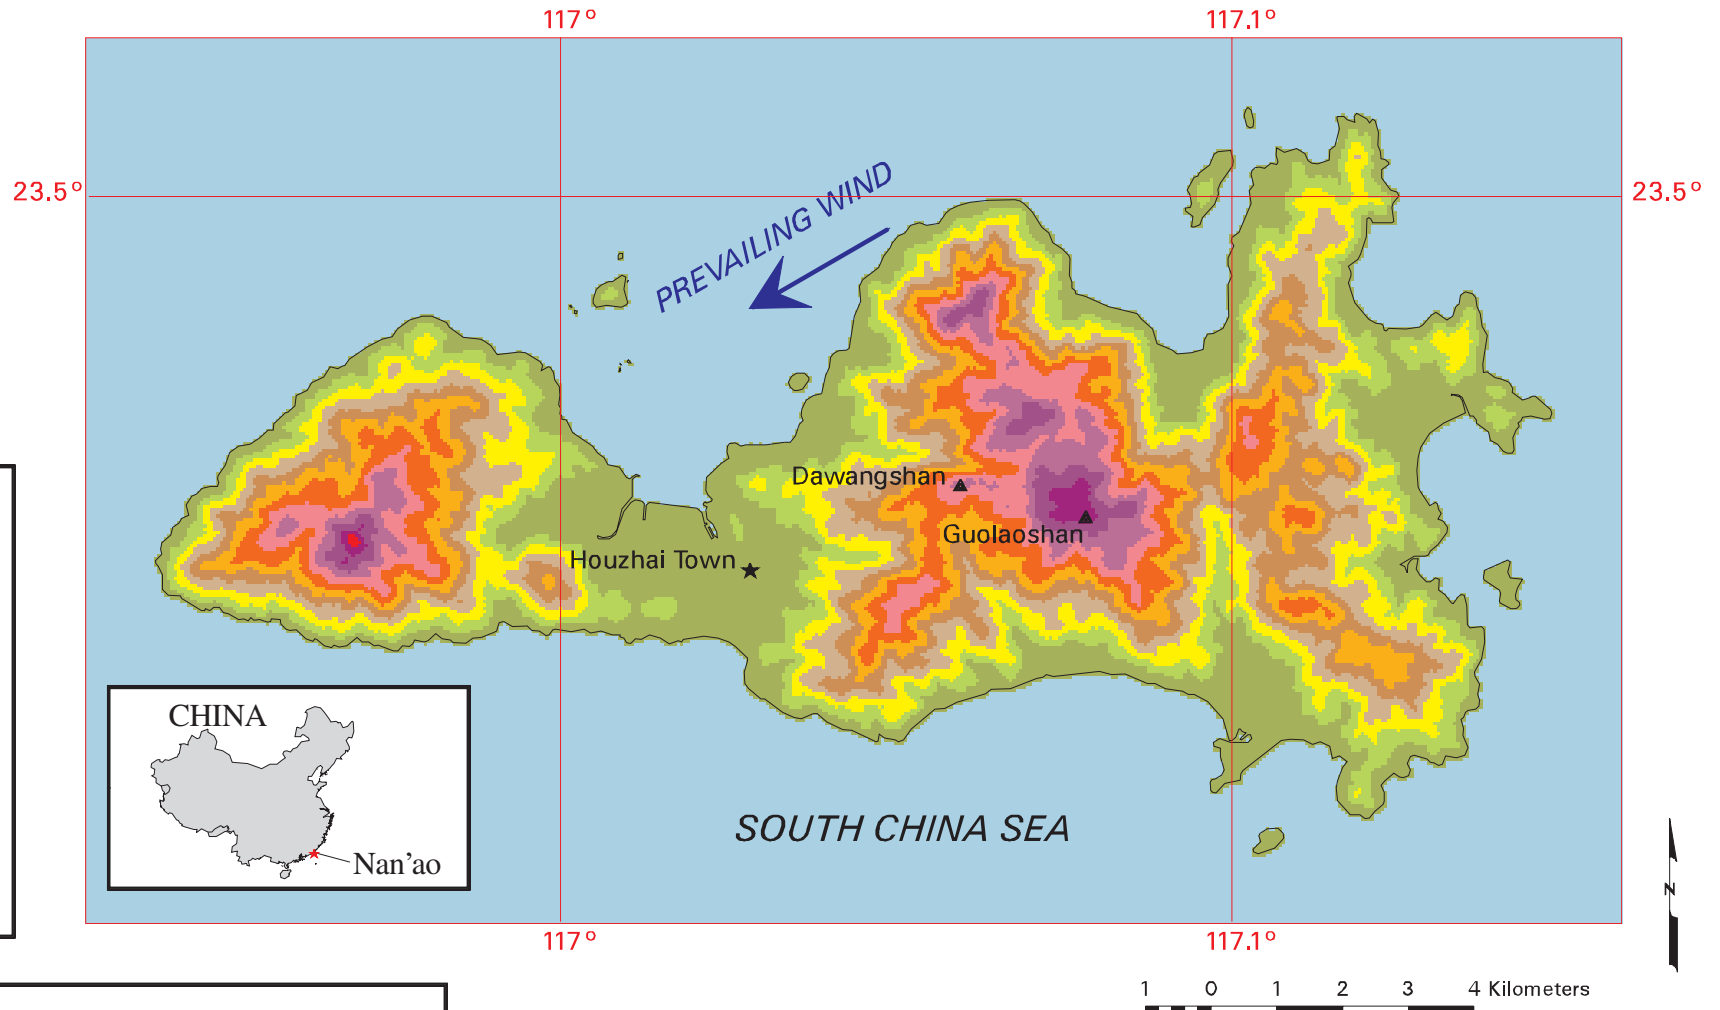 117° 117.1°
23.5° 23.5°
PREVAILING WIND
Dawangshan
Guolaoshan
Houzhai Town
CHINA
Nan'ao
SOUTH CHINA SEA
N
117° 117.1°
1 0 1 2 3 4 Kilometers